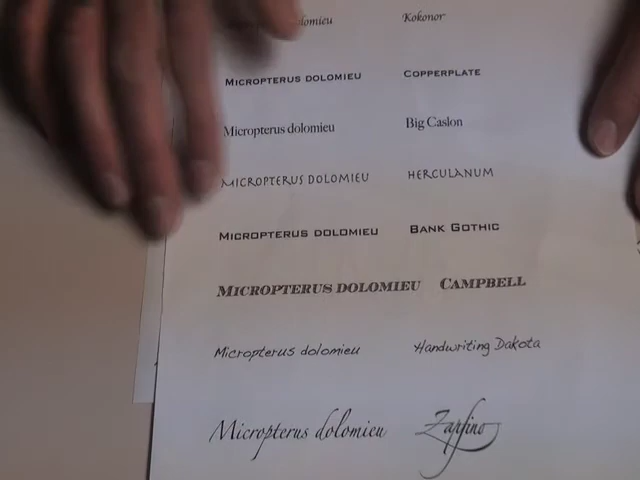 dolomieu Kokonor
MICROPTERUS DOLOMIEU COPPERPLATE
Micropterus dolomieu Big Caslon
MICROPTERUS DOLOMIEU HERCULANUM
MICROPTERUS DOLOMIEU BANK GOTHIC
MICROPTERUS DOLOMIEU CAMPBELL
Micropterus dolomieu Handwriting Dakota
Micropterus dolomieu Zapfino